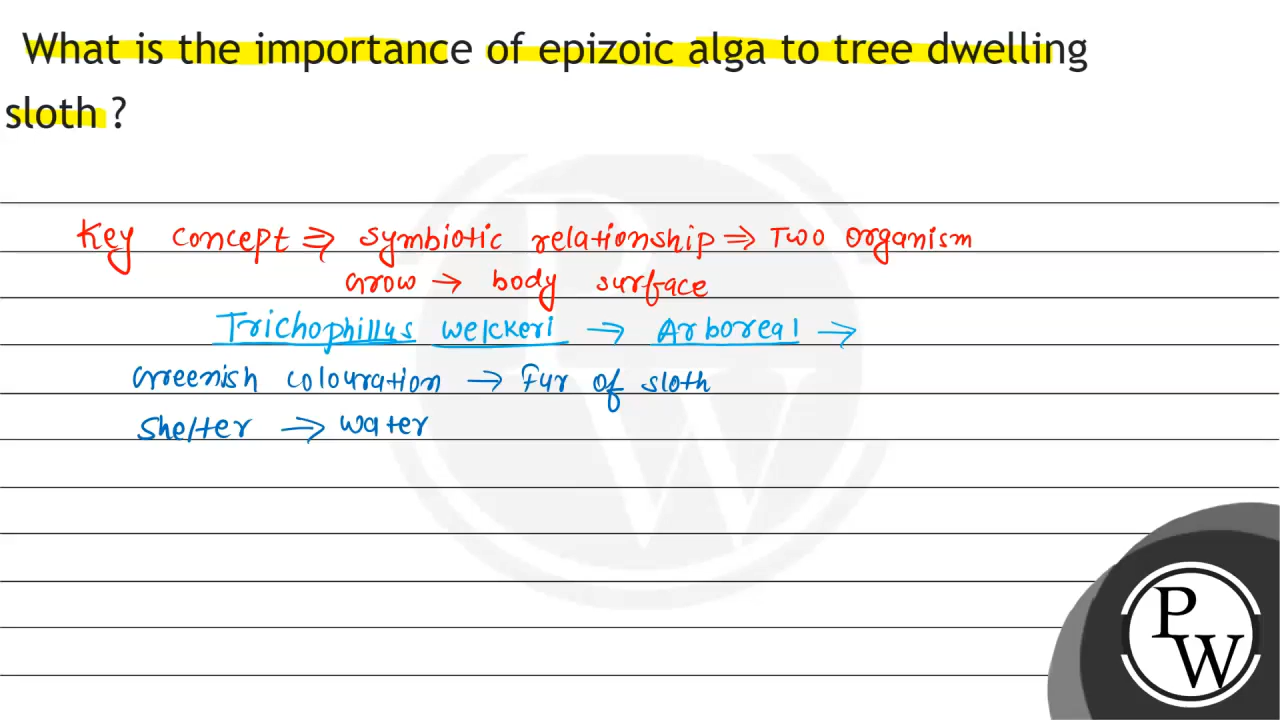 What is the importance of epizoic alga to tree dwelling
sloth ?
Key concept ⇒ symbiotic relationship ⇒ Two organism
Grow → body surface
Trichophillus welckeri → Arboreal →
Greenish colouration → Fur of sloth
Shelter → water
P
W